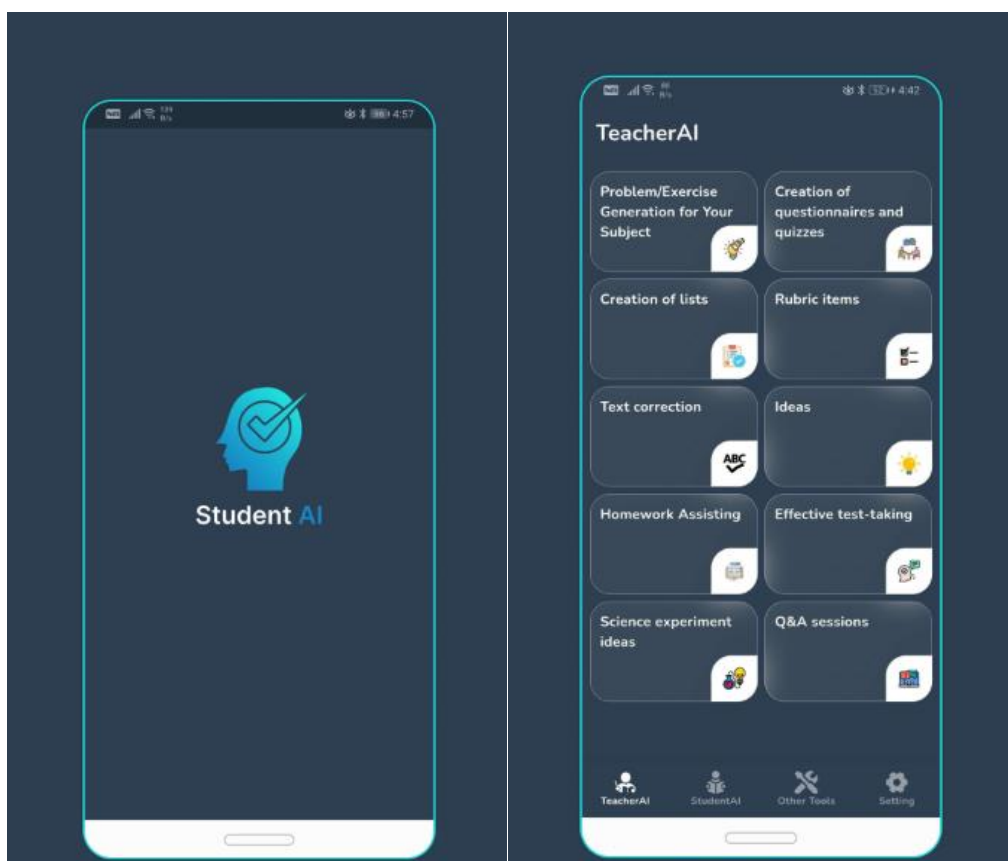 4:57
Student AI
4:42
TeacherAI
Problem/Exercise
Generation for Your
Subject
Creation of
questionnaires and
quizzes
Creation of lists
Rubric items
Text correction
ABC
Ideas
Homework Assisting
Effective test-taking
Science experiment
ideas
Q&A sessions
TeacherAI
StudentAI
Other Tools
Setting